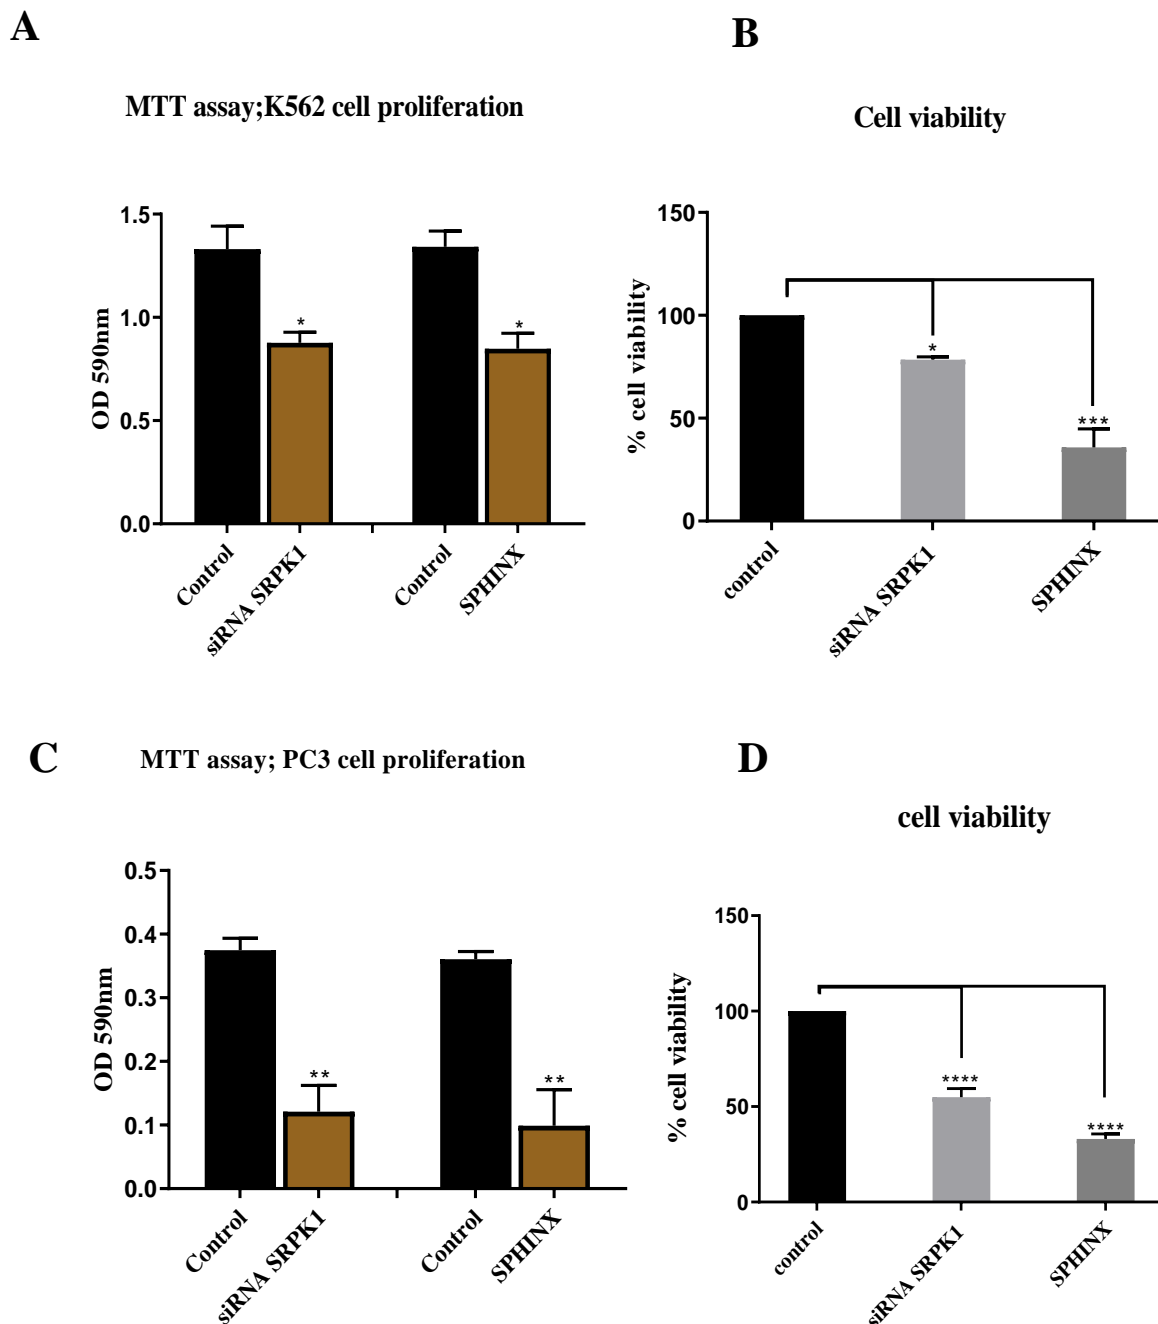 A
MTT assay;K562 cell proliferation
OD 590nm
1.5
1.0
0.5
0.0
*
*
Control
siRNA SRPK1
Control
SPHINX
B
Cell viability
% cell viability
150
100
50
0
*
***
control
siRNA SRPK1
SPHINX
C
MTT assay; PC3 cell proliferation
OD 590nm
0.5
0.4
0.3
0.2
0.1
0.0
**
**
Control
siRNA SRPK1
Control
SPHINX
D
cell viability
% cell viability
150
100
50
0
****
****
control
siRNA SRPK1
SPHINX